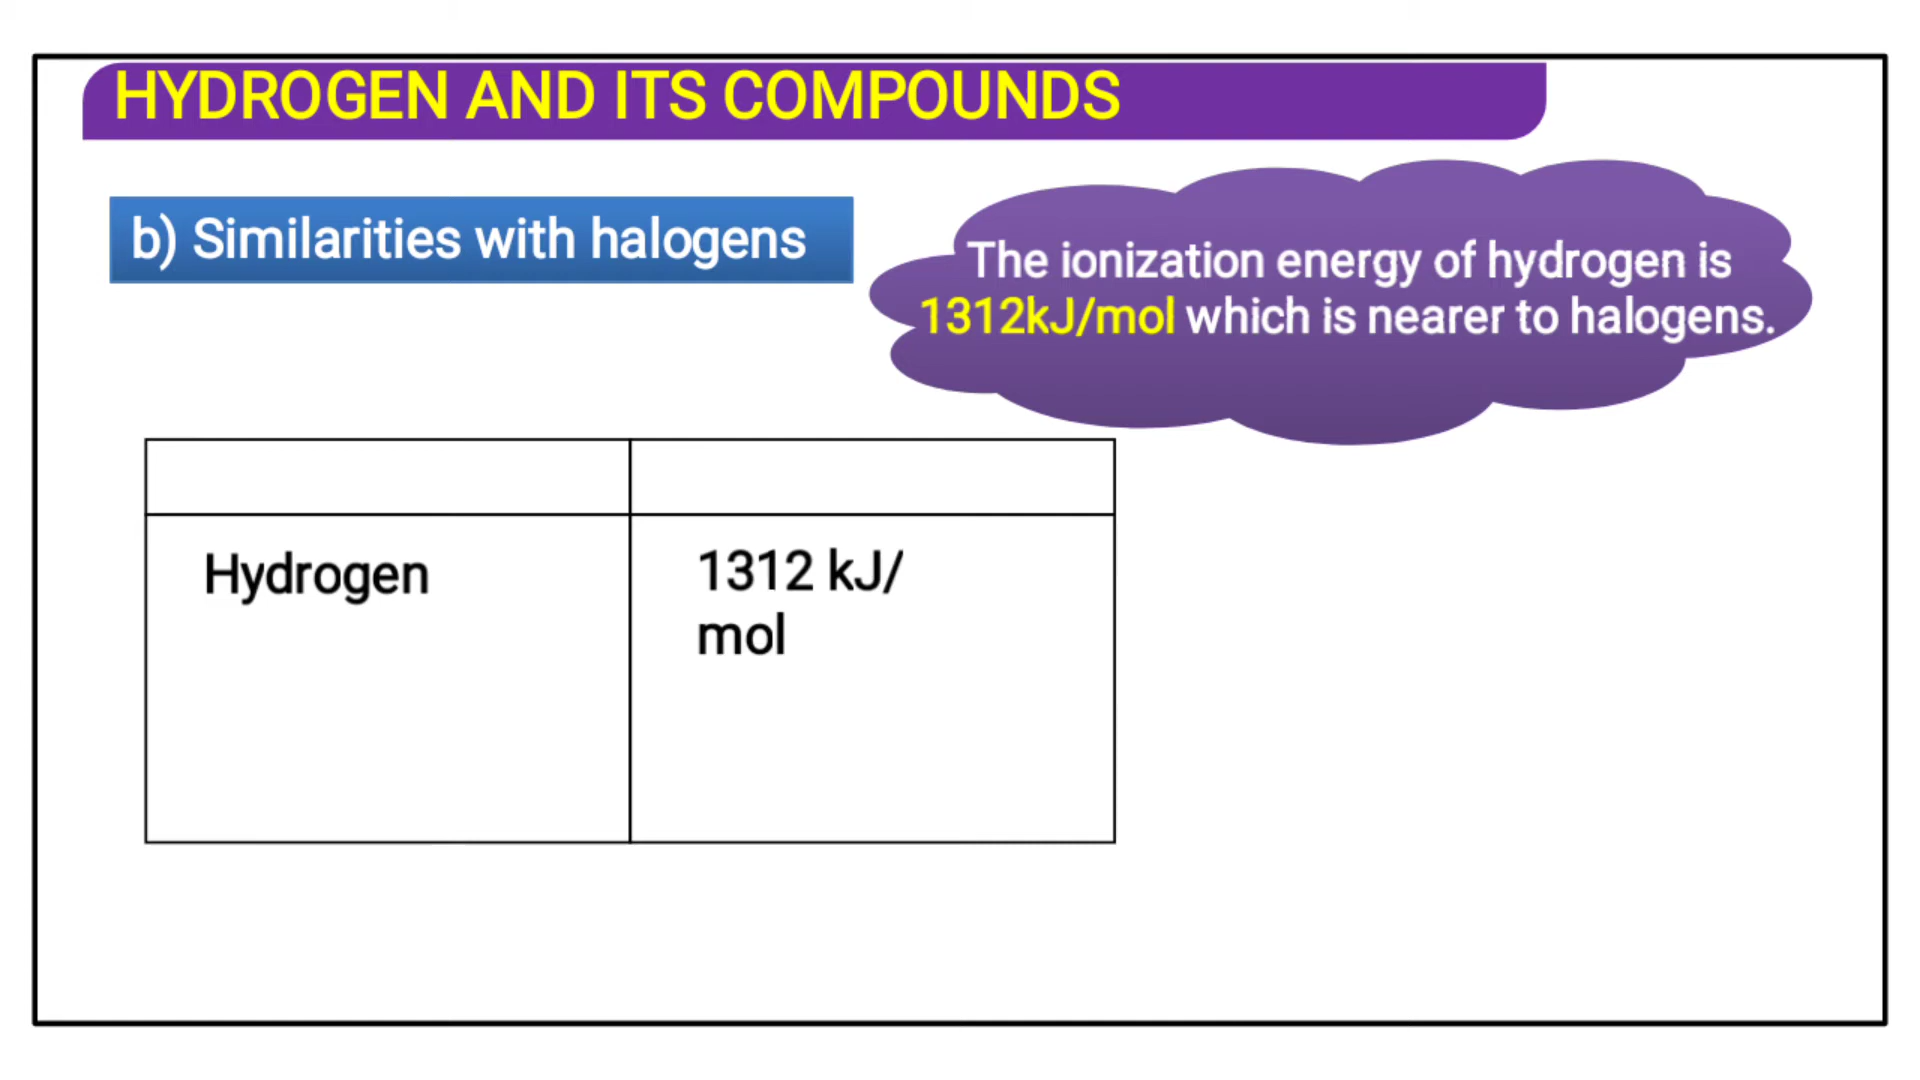 HYDROGEN AND ITS COMPOUNDS
b) Similarities with halogens
The ionization energy of hydrogen is
1312kJ/mol which is nearer to halogens.
Hydrogen
1312 kJ/
mol